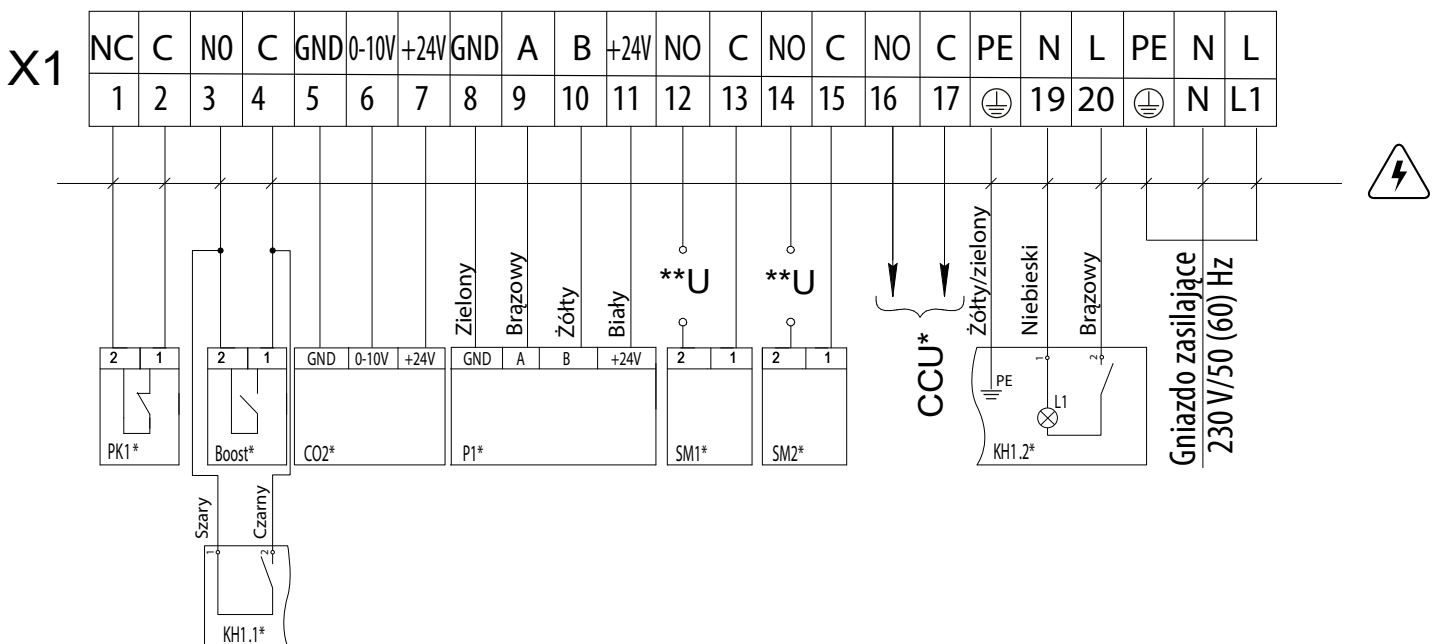 X1
NC C NO C GND 0-10V +24V GND A B +24V NO C NO C NO C PE N L PE N L
1 2 3 4 5 6 7 8 9 10 11 12 13 14 15 16 17 19 20 N L1
Zielony
Brązowy
Żółty
Biały
**U
**U
CCU*
Żółty/zielony
Niebieski
Brązowy
Gniazdo zasilające
230 V/50 (60) Hz
2 1
PK1*
2 1
Boost*
GND 0-10V +24V
CO2*
GND A B +24V
P1*
2 1
SM1*
2 1
SM2*
1 2
PE
L1
KH1.2*
Szary
Czarny
1 2
KH1.1*